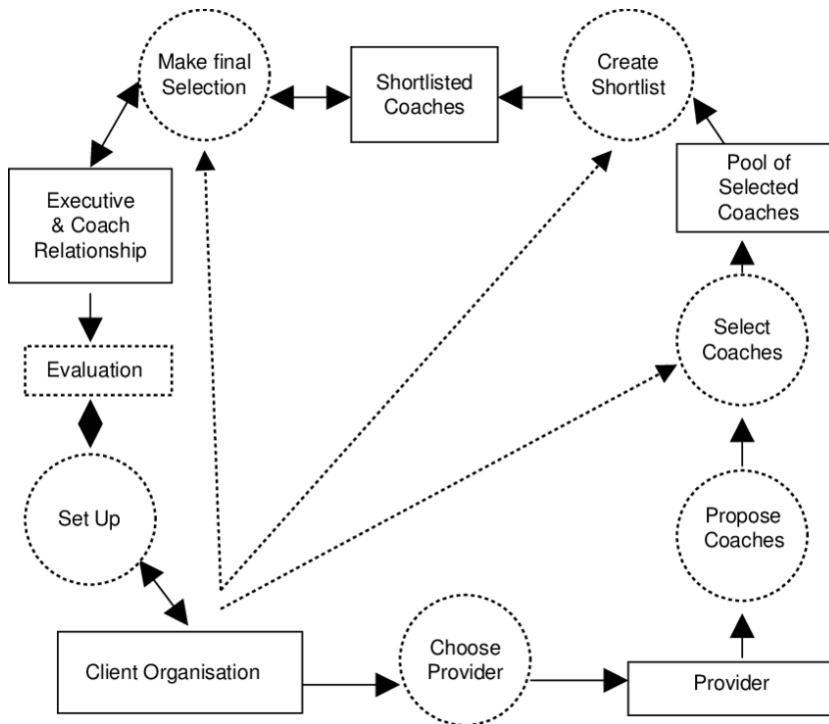 Make final
Selection
Shortlisted
Coaches
Create
Shortlist
Pool of
Selected
Coaches
Executive
& Coach
Relationship
Select
Coaches
Evaluation
Set Up
Propose
Coaches
Client Organisation
Choose
Provider
Provider